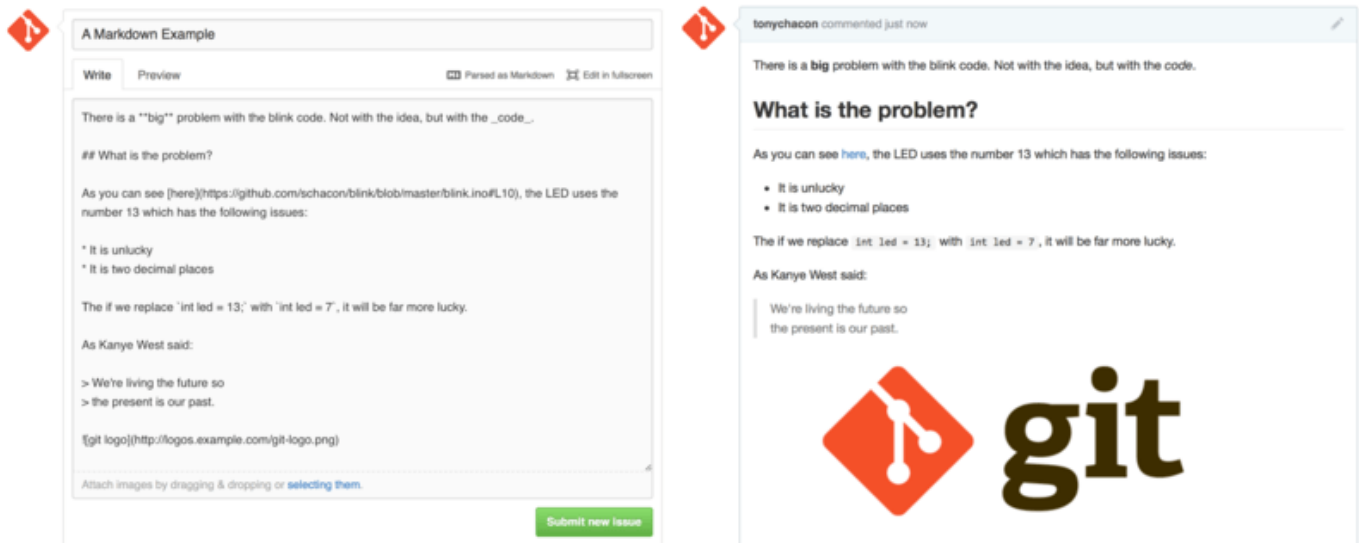 A Markdown Example
Write Preview Parsed as Markdown Edit in fullscreen
There is a **big** problem with the blink code. Not with the idea, but with the _code_.
## What is the problem?
As you can see [here](https://github.com/schacon/blink/blob/master/blink.ino#L10), the LED uses the
number 13 which has the following issues:
* It is unlucky
* It is two decimal places
The if we replace `int led = 13;` with `int led = 7`, it will be far more lucky.
As Kanye West said:
> We're living the future so
> the present is our past.
![git logo](http://logos.example.com/git-logo.png)
Attach images by dragging & dropping or selecting them.
Submit new issue
tonychacon commented just now
There is a big problem with the blink code. Not with the idea, but with the code.
What is the problem?
As you can see here, the LED uses the number 13 which has the following issues:
• It is unlucky
• It is two decimal places
The if we replace int led = 13; with int led = 7 , it will be far more lucky.
As Kanye West said:
We're living the future so
the present is our past.
git